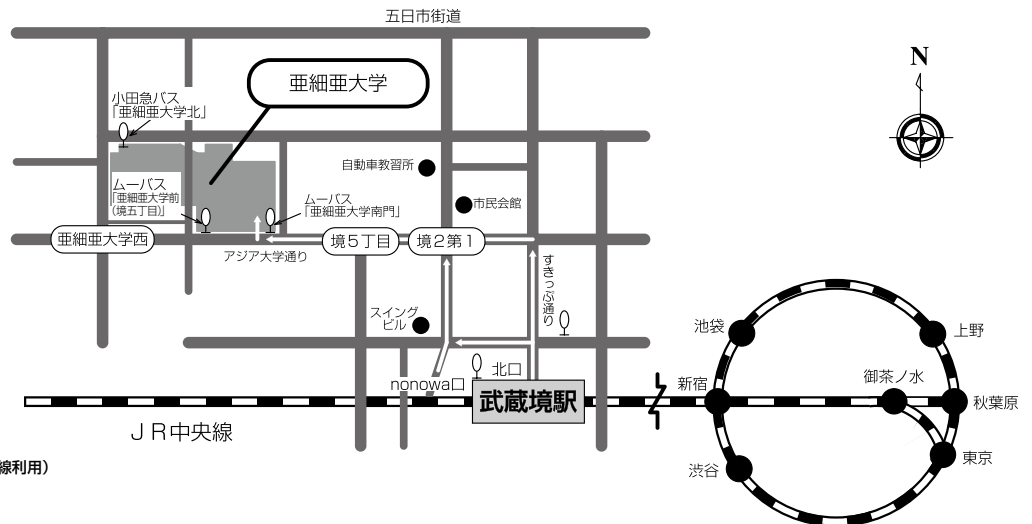 五日市街道
亜細亜大学
N
小田急バス
「亜細亜大学北」
自動車教習所
ムーバス
「亜細亜大学前
(境五丁目)」
ムーバス
「亜細亜大学南門」
市民会館
亜細亜大学西
境5丁目
境2第1
アジア大学通り
すきっぷ通り
スイング
ビル
池袋
上野
北口
nonowa口
新宿
御茶ノ水
武蔵境駅
秋葉原
JR中央線
渋谷
東京
線利用)